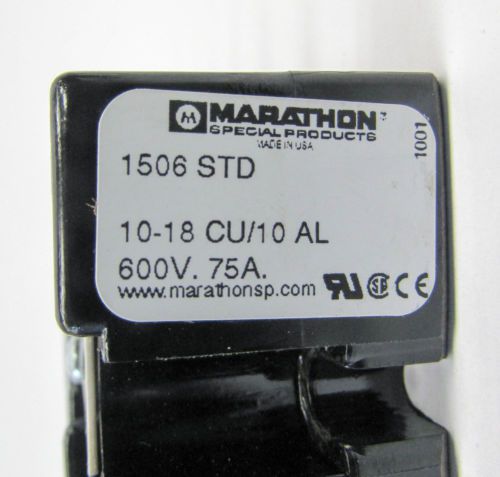 MARATHON
SPECIAL PRODUCTS
MADE IN USA
1001
1506 STD
10-18 CU/10 AL
600V. 75A.
www.marathonsp.com